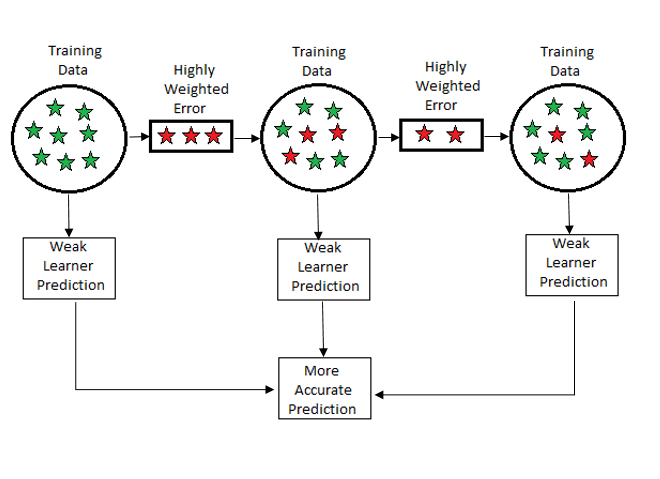 Training
Data
Highly
Weighted
Error
Training
Data
Highly
Weighted
Error
Training
Data
Weak
Learner
Prediction
Weak
Learner
Prediction
Weak
Learner
Prediction
More
Accurate
Prediction